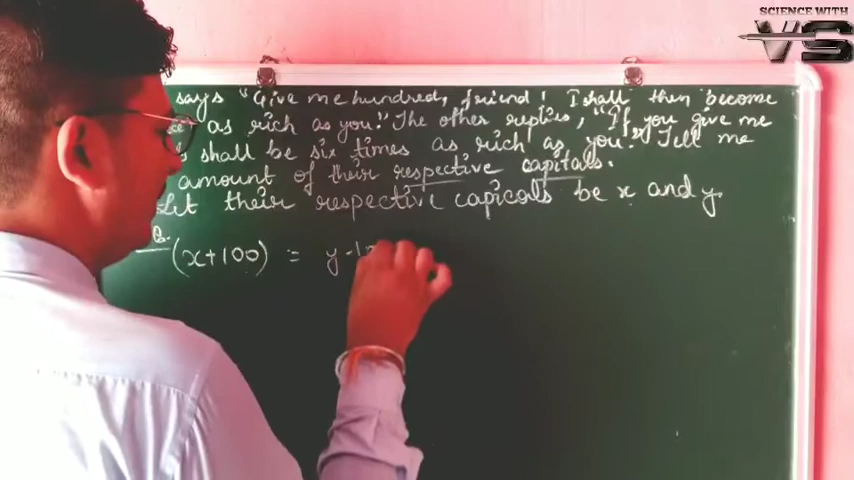 SCIENCE WITH
VS
says "Give me hundred, friend! I shall then become
as rich as you." The other replies, "If you give me
shall be six times as rich as you." Tell me
amount of their respective capitals.
Let their respective capicals be x and y.
(x+100) = y-1